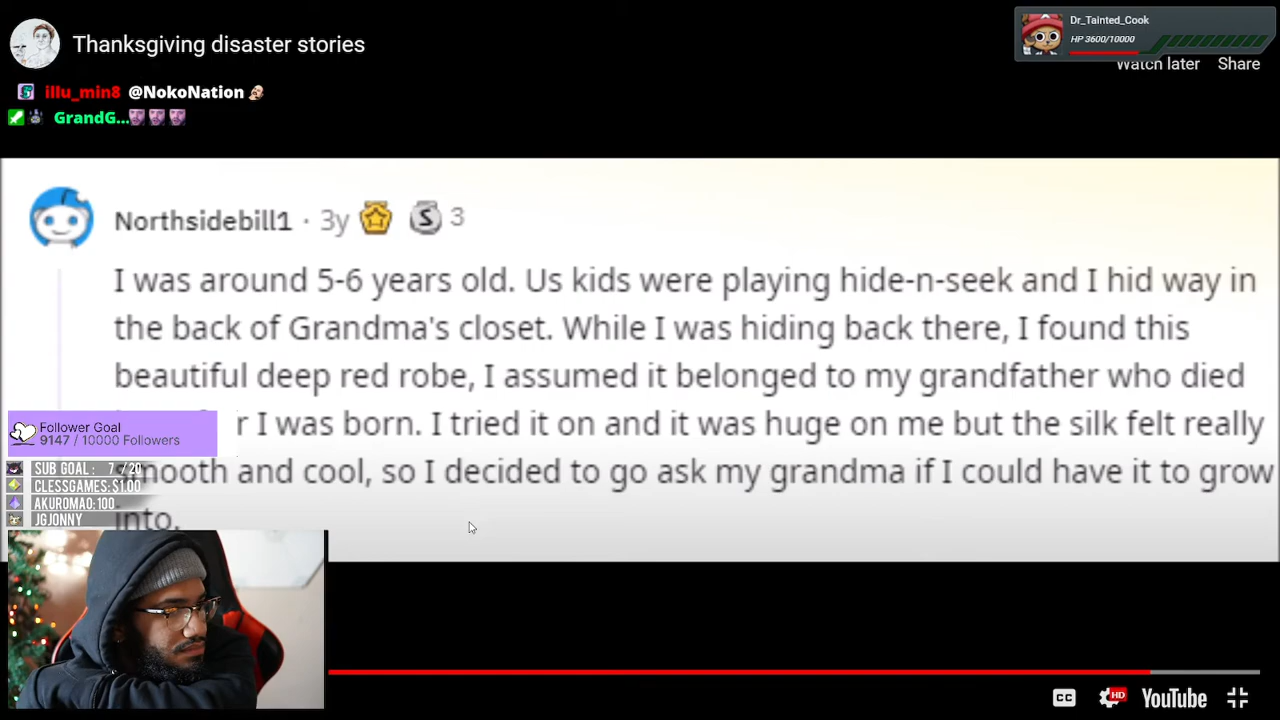 Thanksgiving disaster stories
Dr_Tainted_Cook
HP 3600/10000
Watch later
Share
illu_min8 @NokoNation
GrandG...
Northsidebill1 · 3y
S 3
I was around 5-6 years old. Us kids were playing hide-n-seek and I hid way in
the back of Grandma's closet. While I was hiding back there, I found this
beautiful deep red robe, I assumed it belonged to my grandfather who died
r I was born. I tried it on and it was huge on me but the silk felt really
mooth and cool, so I decided to go ask my grandma if I could have it to grow
into.
Follower Goal
9147 / 10000 Followers
SUB GOAL : 7 / 20
CLESSGAMES: $1.00
AKUROMAO: 100
JGJONNY
CC
HD
YouTube